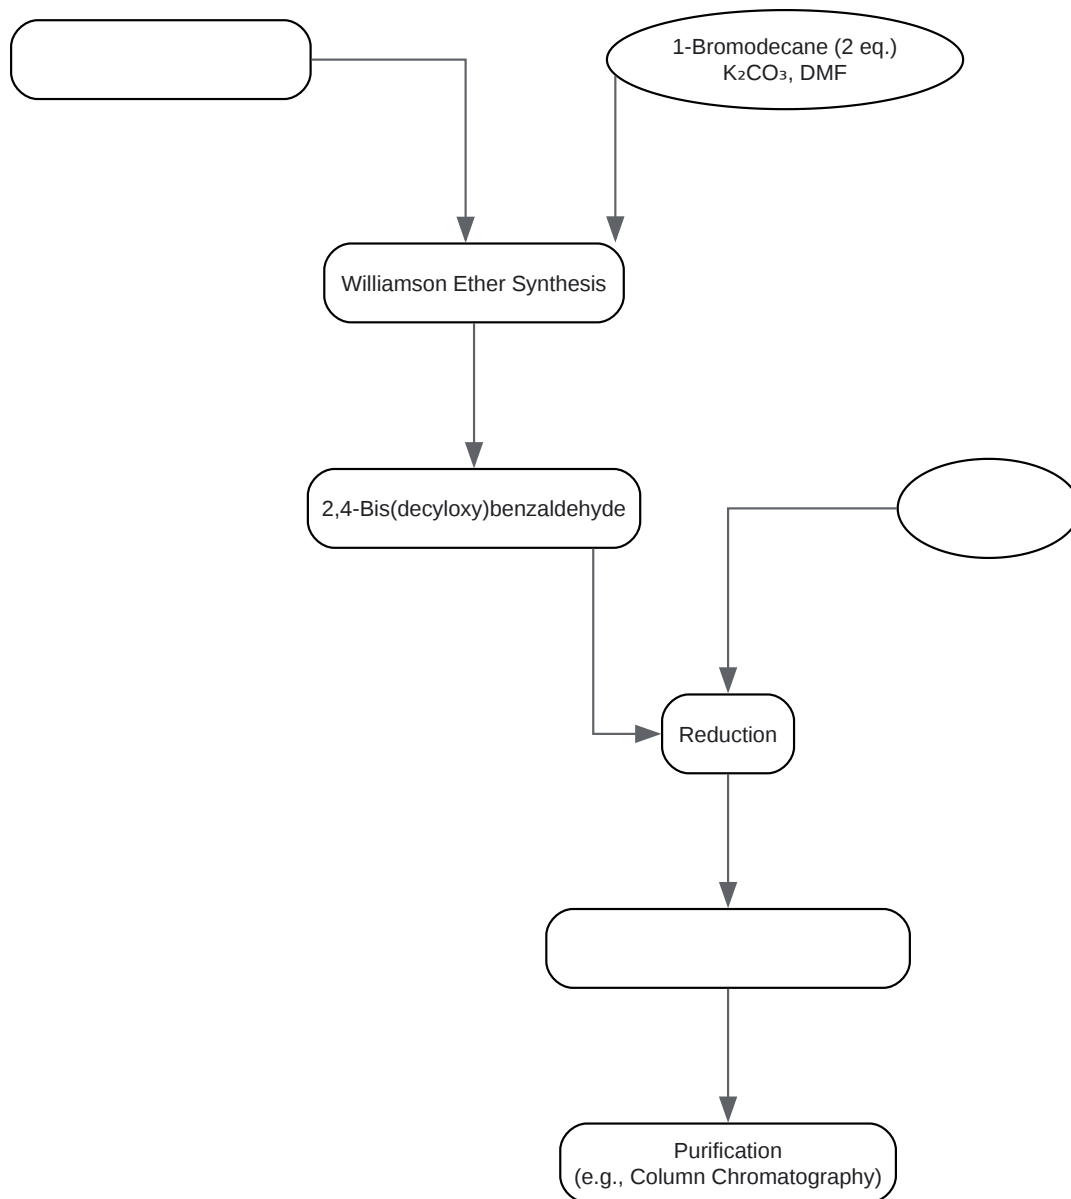 1-Bromodecane (2 eq.)
K₂CO₃, DMF
Williamson Ether Synthesis
2,4-Bis(decyloxy)benzaldehyde
Reduction
Purification
(e.g., Column Chromatography)